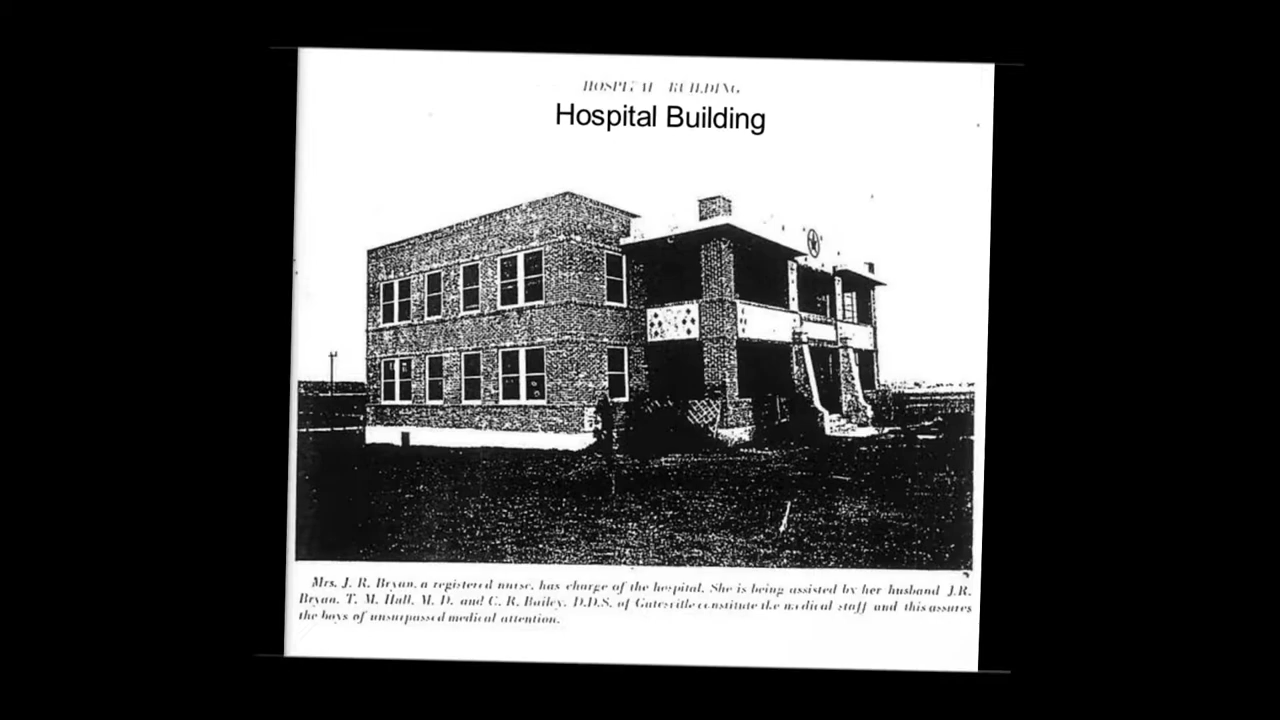 HOSPITAL BUILDING
Hospital Building
Mrs. J. R. Bryan, a registered nurse, has charge of the hospital. She is being assisted by her husband J.R.
Bryan. T. M. Hall, M. D. and C. R. Bailey, D.D.S. of Gatesville constitute the medical staff and this assures
the boys of unsurpassed medical attention.